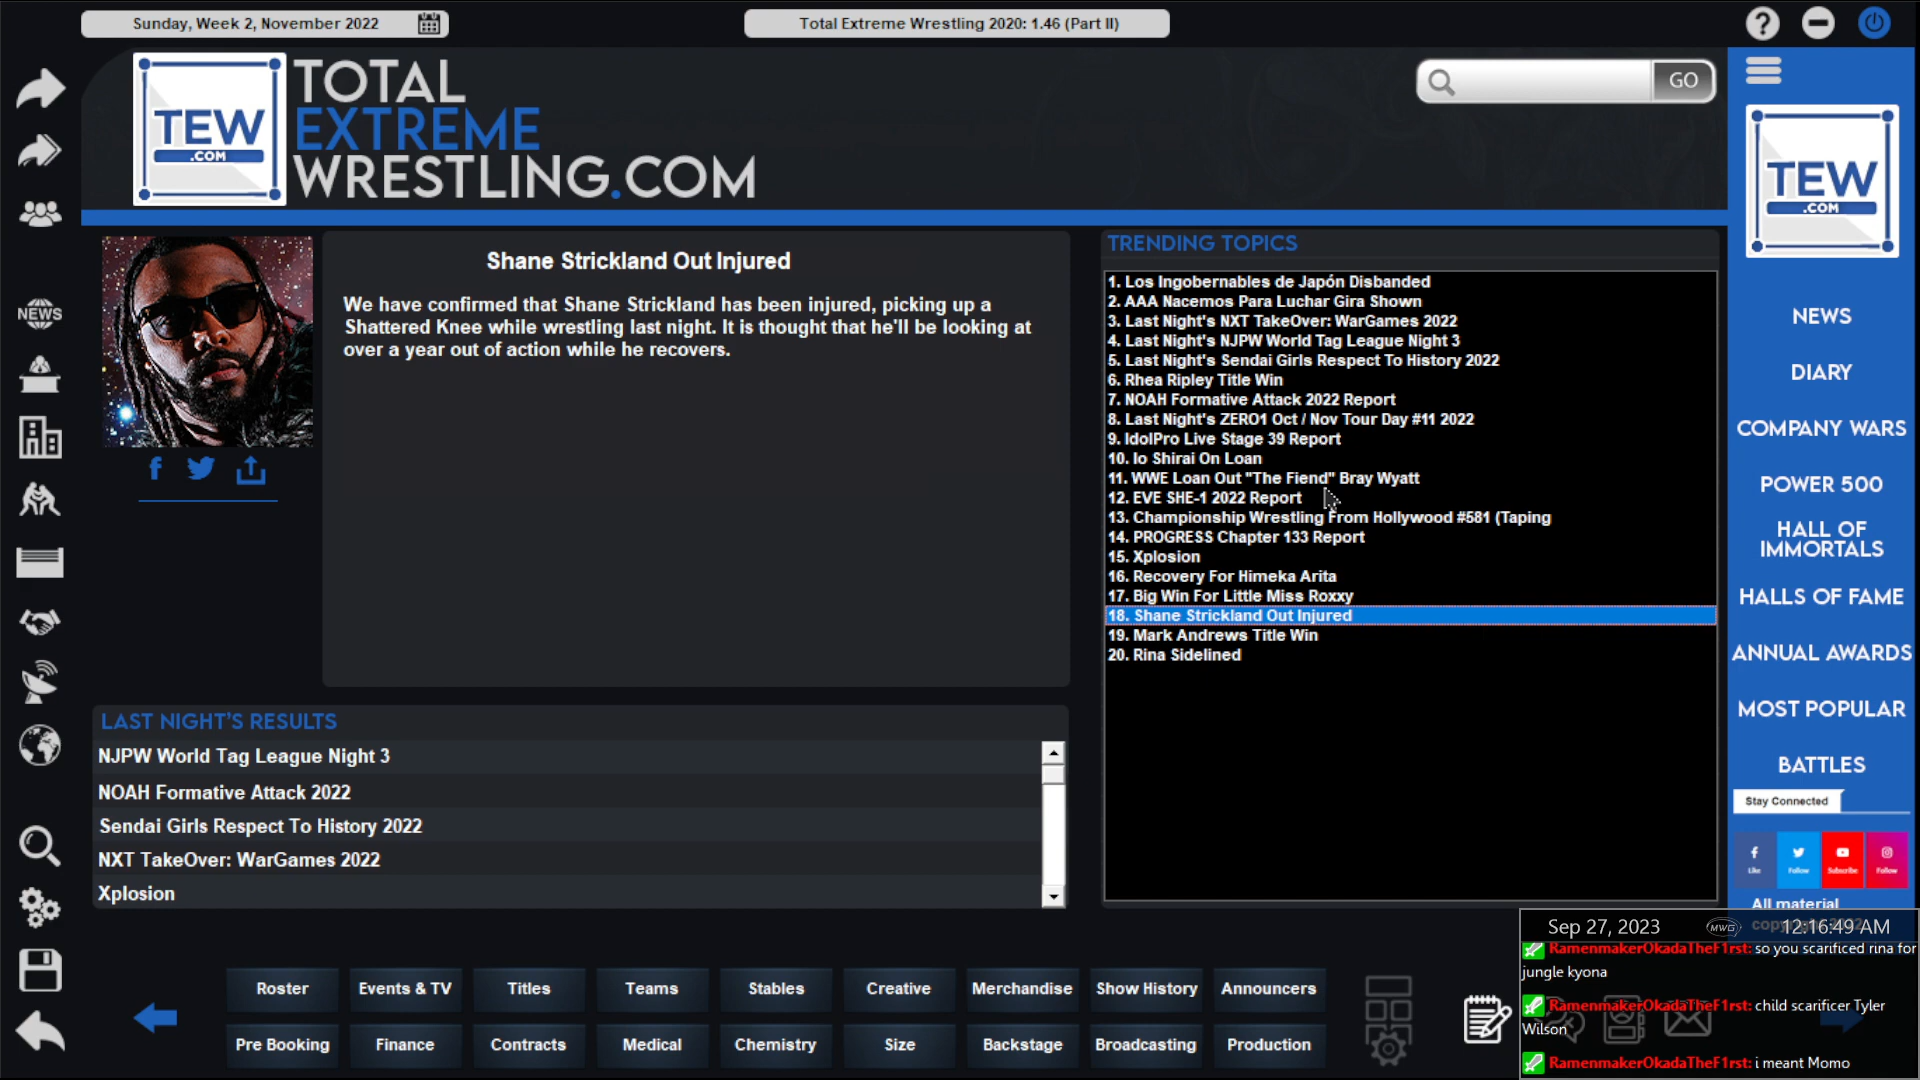 Sunday, Week 2, November 2022
Total Extreme Wrestling 2020: 1.46 (Part II)
?
TEW
.COM
TOTAL
EXTREME
WRESTLING.COM
GO
TEW
.COM
Shane Strickland Out Injured
We have confirmed that Shane Strickland has been injured, picking up a
Shattered Knee while wrestling last night. It is thought that he'll be looking at
over a year out of action while he recovers.
TRENDING TOPICS
1. Los Ingobernables de Japón Disbanded
2. AAA Nacemos Para Luchar Gira Shown
3. Last Night's NXT TakeOver: WarGames 2022
4. Last Night's NJPW World Tag League Night 3
5. Last Night's Sendai Girls Respect To History 2022
6. Rhea Ripley Title Win
7. NOAH Formative Attack 2022 Report
8. Last Night's ZERO1 Oct / Nov Tour Day #11 2022
9. IdolPro Live Stage 39 Report
10. Io Shirai On Loan
11. WWE Loan Out "The Fiend" Bray Wyatt
12. EVE SHE-1 2022 Report
13. Championship Wrestling From Hollywood #581 (Taping
14. PROGRESS Chapter 133 Report
15. Xplosion
16. Recovery For Himeka Arita
17. Big Win For Little Miss Roxxy
18. Shane Strickland Out Injured
19. Mark Andrews Title Win
20. Rina Sidelined
NEWS
NEWS
DIARY
COMPANY WARS
POWER 500
HALL OF
IMMORTALS
HALLS OF FAME
ANNUAL AWARDS
MOST POPULAR
BATTLES
Stay Connected
Like
Follow
Subscribe
Follow
All material
LAST NIGHT'S RESULTS
NJPW World Tag League Night 3
NOAH Formative Attack 2022
Sendai Girls Respect To History 2022
NXT TakeOver: WarGames 2022
Xplosion
Roster
Events & TV
Titles
Teams
Stables
Creative
Merchandise
Show History
Announcers
Pre Booking
Finance
Contracts
Medical
Chemistry
Size
Backstage
Broadcasting
Production
Sep 27, 2023
MWG
12:16:49 AM
RamenmakerOkadaTheF1rst: so you scarificed rina for
jungle kyona
RamenmakerOkadaTheF1rst: child scarificer Tyler
Wilson
RamenmakerOkadaTheF1rst: i meant Momo